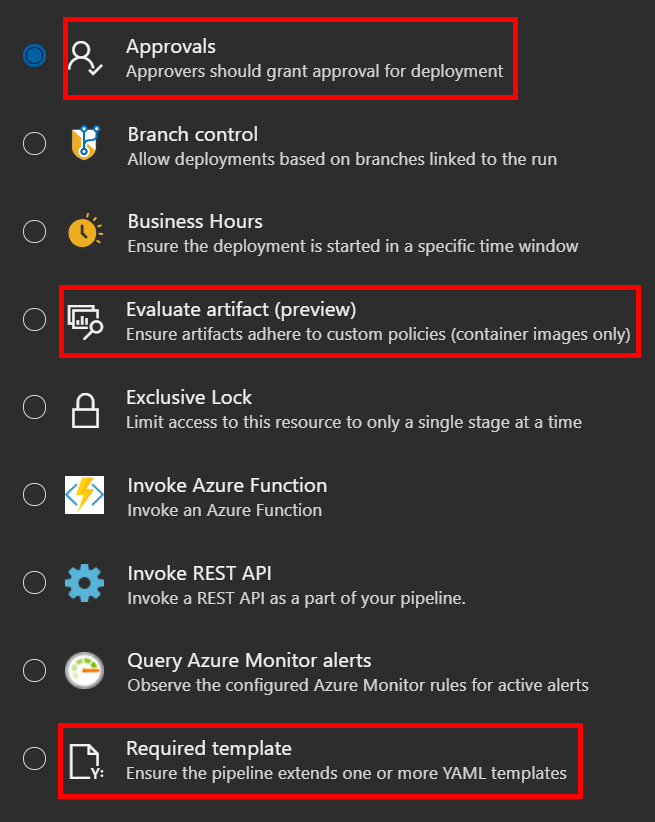 Approvals
Approvers should grant approval for deployment
Branch control
Allow deployments based on branches linked to the run
Business Hours
Ensure the deployment is started in a specific time window
Evaluate artifact (preview)
Ensure artifacts adhere to custom policies (container images only)
Exclusive Lock
Limit access to this resource to only a single stage at a time
Invoke Azure Function
Invoke an Azure Function
Invoke REST API
Invoke a REST API as a part of your pipeline.
Query Azure Monitor alerts
Observe the configured Azure Monitor rules for active alerts
Required template
Y:
Ensure the pipeline extends one or more YAML templates